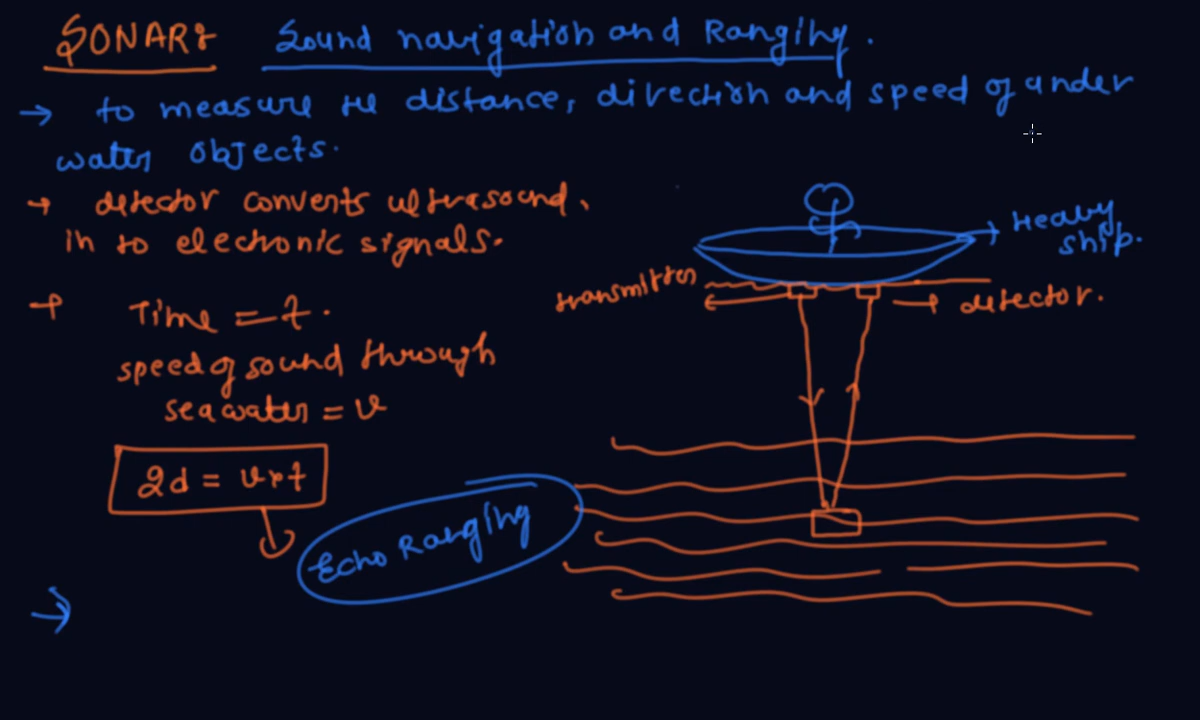 SONAR:
Sound navigation and Ranging.
→ to measure the distance, direction and speed of under
water objects.
→ detector converts ultrasound,
in to electronic signals.
→ Time = t.
speed of sound through
sea water = v
2d = v x t
Echo Ranging
→
Heavy
ship.
transmitter
detector.